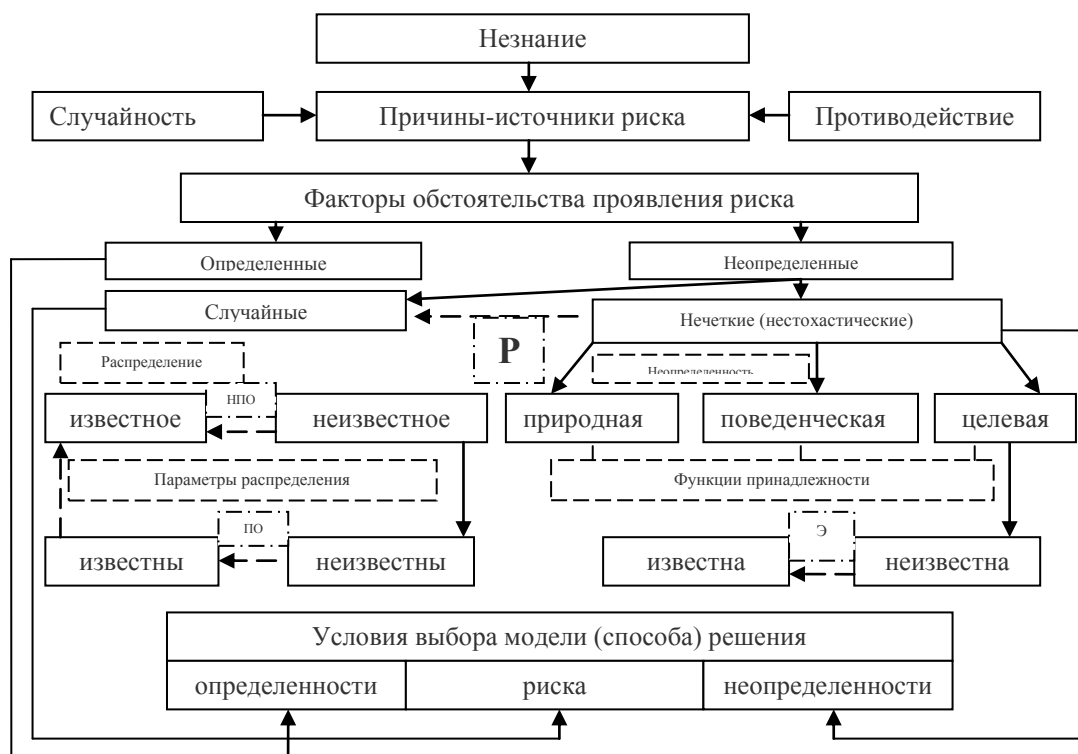 Незнание
Случайность
Причины-источники риска
Противодействие
Факторы обстоятельства проявления риска
Определенные
Неопределенные
Случайные
Нечеткие (нестохастические)
Р
Распределение
Неопределенность
НПО
известное
неизвестное
природная
поведенческая
целевая
Параметры распределения
Функции принадлежности
ПО
Э
известны
неизвестны
известна
неизвестна
Условия выбора модели (способа) решения
определенности
риска
неопределенности